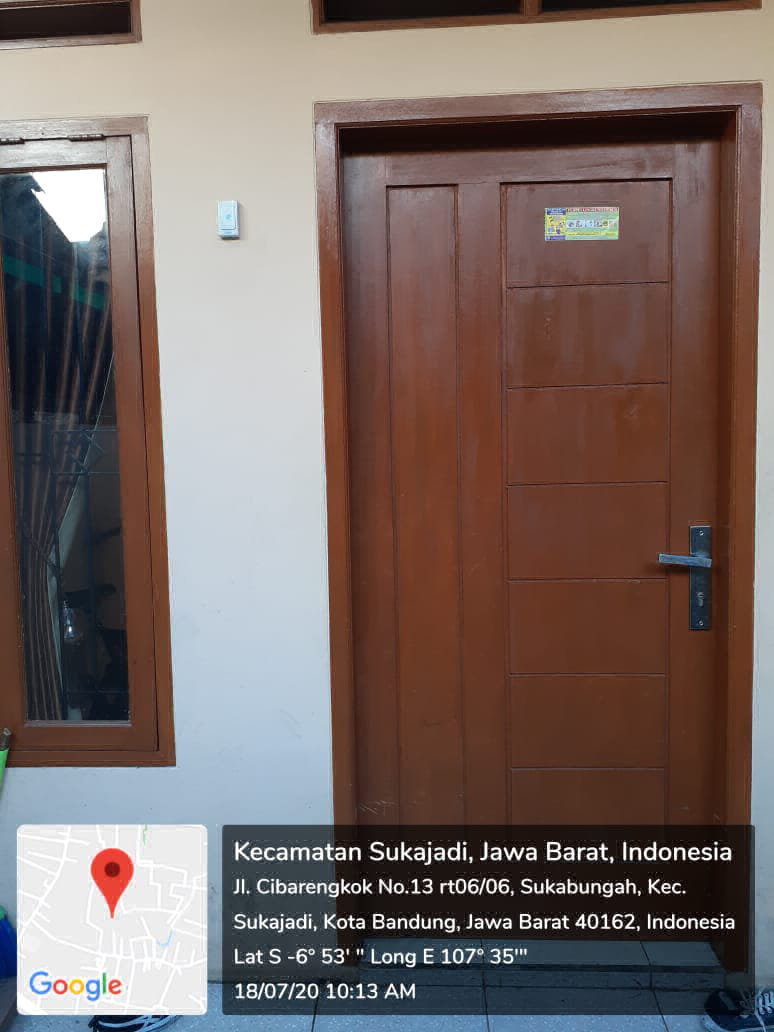 Kecamatan Sukajadi, Jawa Barat, Indonesia
Jl. Cibarengkok No.13 rt06/06, Sukabungah, Kec.
Sukajadi, Kota Bandung, Jawa Barat 40162, Indonesia
Lat S -6° 53' " Long E 107° 35'"
18/07/20 10:13 AM
Google